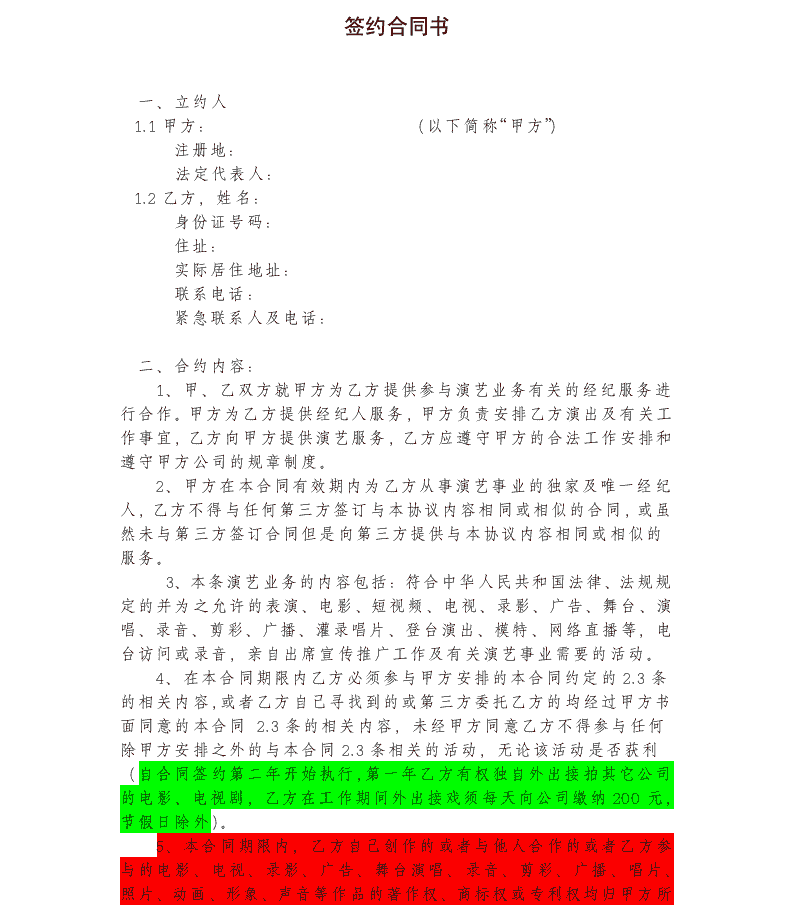 签约合同书
一、立约人
1.1 甲方：（以下简称“甲方”）
注册地：
法定代表人：
1.2 乙方，姓名：
身份证号码：
住址：
实际居住地址：
联系电话：
紧急联系人及电话：
二、合约内容：
1、甲、乙双方就甲方为乙方提供参与演艺业务有关的经纪服务进
行合作。甲方为乙方提供经纪人服务，甲方负责安排乙方演出及有关工
作事宜，乙方向甲方提供演艺服务，乙方应遵守甲方的合法工作安排和
遵守甲方公司的规章制度。
2、甲方在本合同有效期内为乙方从事演艺事业的独家及唯一经纪
人，乙方不得与任何第三方签订与本协议内容相同或相似的合同，或虽
然未与第三方签订合同但是向第三方提供与本协议内容相同或相似的
服务。
3、本条演艺业务的内容包括：符合中华人民共和国法律、法规规
定的并为之允许的表演、电影、短视频、电视、录影、广告、舞台、演
唱、录音、剪彩、广播、灌录唱片、登台演出、模特、网络直播等，电
台访问或录音，亲自出席宣传推广工作及有关演艺事业需要的活动。
4、在本合同期限内乙方必须参与甲方安排的本合同约定的 2.3 条
的相关内容，或者乙方自己寻找到的或第三方委托乙方的均经过甲方书
面同意的本合同 2.3 条的相关内容，未经甲方同意乙方不得参与任何
除甲方安排之外的与本合同 2.3 条相关的活动，无论该活动是否获利
（自合同签约第二年开始执行，第一年乙方有权独自外出接拍其它公司
的电影、电视剧，乙方在工作期间外出接戏须每天向公司缴纳 200 元，
节假日除外）。
5、本合同期限内，乙方自己创作的或者与他人合作的或者乙方参
与的电影、电视、录影、广告、舞台演唱、录音、剪彩、广播、唱片、
照片、动画、形象、声音等作品的著作权、商标权或专利权均归甲方所